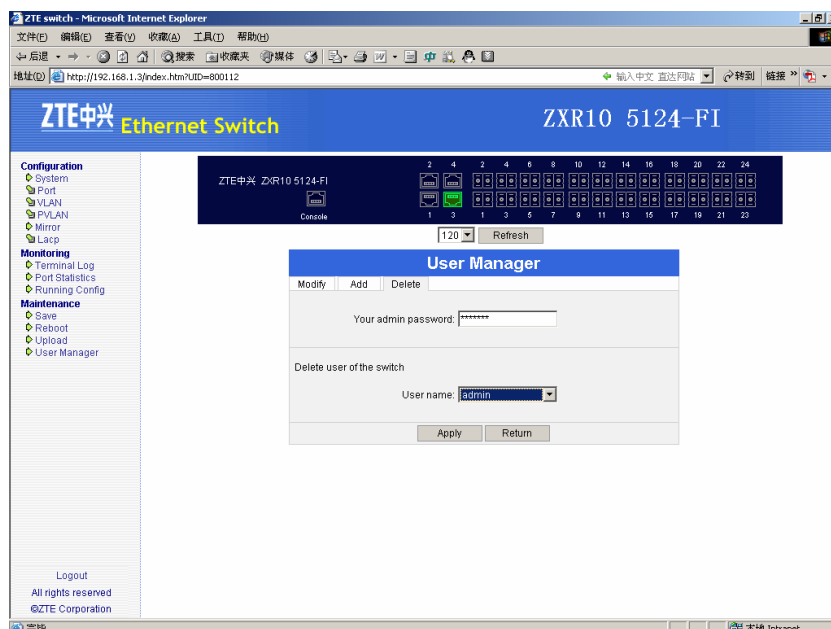 ZTE switch - Microsoft Internet Explorer
文件(F) 编辑(E) 查看(V) 收藏(A) 工具(T) 帮助(H)
后退 搜索 收藏夹 媒体
地址(D) http://192.168.1.3/index.htm?UID=800112 输入中文 直达网站 转到 链接 »
ZTE中兴 Ethernet Switch ZXR10 5124-FI
Configuration
System
Port
VLAN
PVLAN
Mirror
Lacp
Monitoring
Terminal Log
Port Statistics
Running Config
Maintenance
Save
Reboot
Upload
User Manager
2 4 2 4 6 8 10 12 14 16 18 20 22 24
ZTE中兴 ZXR10 5124-FI
Console 1 3 1 3 5 7 9 11 13 15 17 19 21 23
120 Refresh
User Manager
Modify Add Delete
Your admin password: *******
Delete user of the switch
User name: admin
Apply Return
Logout
All rights reserved
©ZTE Corporation